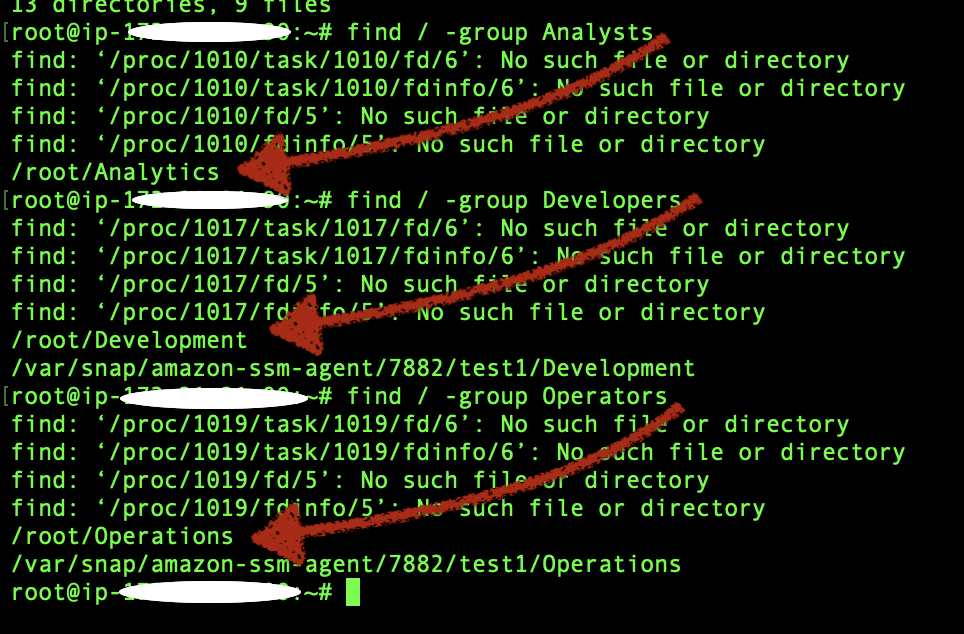 13 directories, 9 files
[root@ip- :~# find / -group Analysts
find: ‘/proc/1010/task/1010/fd/6’: No such file or directory
find: ‘/proc/1010/task/1010/fdinfo/6’: No such file or directory
find: ‘/proc/1010/fd/5’: No such file or directory
find: ‘/proc/1010/fdinfo/5’: No such file or directory
/root/Analytics
[root@ip- :~# find / -group Developers
find: ‘/proc/1017/task/1017/fd/6’: No such file or directory
find: ‘/proc/1017/task/1017/fdinfo/6’: No such file or directory
find: ‘/proc/1017/fd/5’: No such file or directory
find: ‘/proc/1017/fdinfo/5’: No such file or directory
/root/Development
/var/snap/amazon-ssm-agent/7882/test1/Development
[root@ip- :~# find / -group Operators
find: ‘/proc/1019/task/1019/fd/6’: No such file or directory
find: ‘/proc/1019/task/1019/fdinfo/6’: No such file or directory
find: ‘/proc/1019/fd/5’: No such file or directory
find: ‘/proc/1019/fdinfo/5’: No such file or directory
/root/Operations
/var/snap/amazon-ssm-agent/7882/test1/Operations
root@ip- :~#